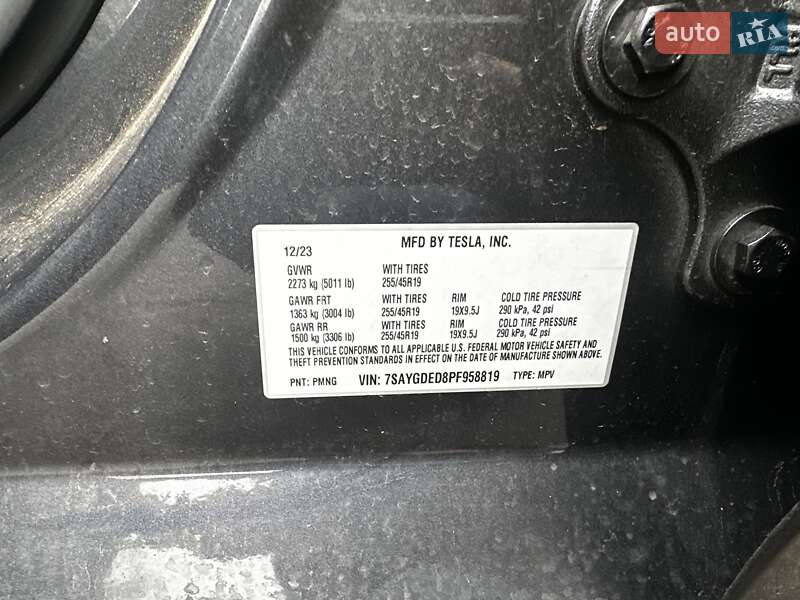 auto RIA
12/23 MFD BY TESLA, INC.
GVWR WITH TIRES
2273 kg (5011 lb) 255/45R19
GAWR FRT WITH TIRES RIM COLD TIRE PRESSURE
1363 kg (3004 lb) 255/45R19 19X9.5J 290 kPa, 42 psi
GAWR RR WITH TIRES RIM COLD TIRE PRESSURE
1500 kg (3306 lb) 255/45R19 19X9.5J 290 kPa, 42 psi
THIS VEHICLE CONFORMS TO ALL APPLICABLE U.S. FEDERAL MOTOR VEHICLE SAFETY AND
THEFT PREVENTION STANDARDS IN EFFECT ON THE DATE OF MANUFACTURE SHOWN ABOVE.
PNT: PMNG VIN: 7SAYGDED8PF958819 TYPE: MPV